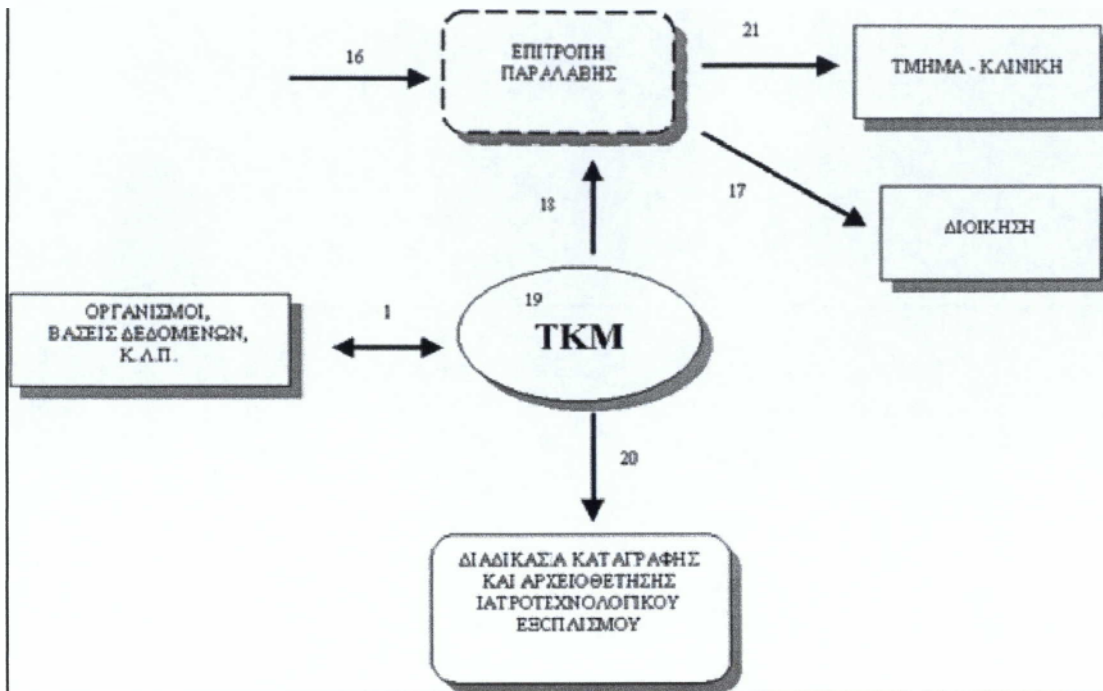 16
ΕΠΙΤΡΟΠΗ
ΠΑΡΑΛΑΒΗΣ
21
ΤΜΗΜΑ - ΚΛΙΝΙΚΗ
18
17
ΔΙΟΙΚΗΣΗ
ΟΡΓΑΝΙΣΜΟΙ,
ΒΑΣΕΙΣ ΔΕΔΟΜΕΝΩΝ,
Κ.Λ.Π.
1
19
ΤΚΜ
20
ΔΙΑΔΙΚΑΣΙΑ ΚΑΤΑΓΡΑΦΗΣ
ΚΑΙ ΑΡΧΕΙΟΘΕΤΗΣΗΣ
ΙΑΤΡΟΤΕΧΝΟΛΟΓΙΚΟΥ
ΕΞΟΠΛΙΣΜΟΥ